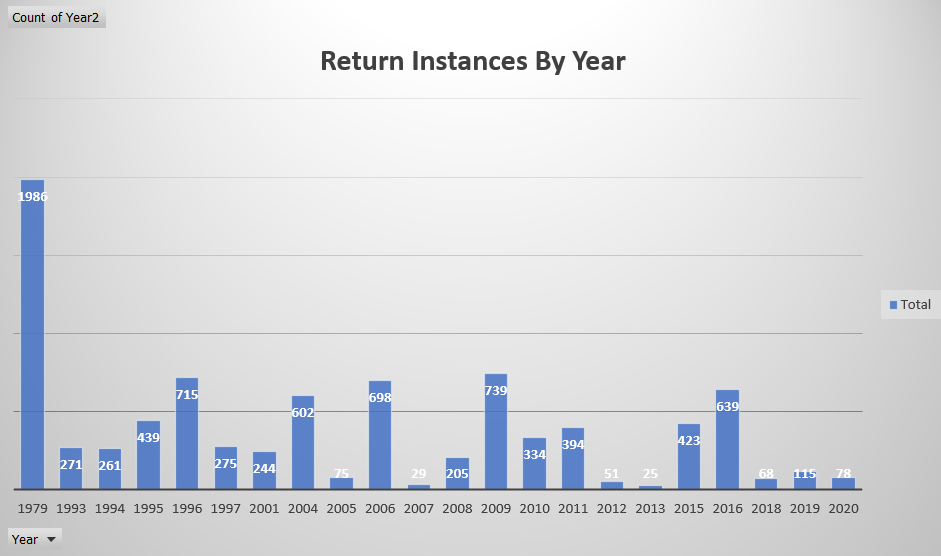 Count of Year2
Return Instances By Year
1986 271 261 439 715 275 244 602 75 698 29 205 739 334 394 51 25 423 639 68 115 78
Total
1979 1993 1994 1995 1996 1997 2001 2004 2005 2006 2007 2008 2009 2010 2011 2012 2013 2015 2016 2018 2019 2020
Year